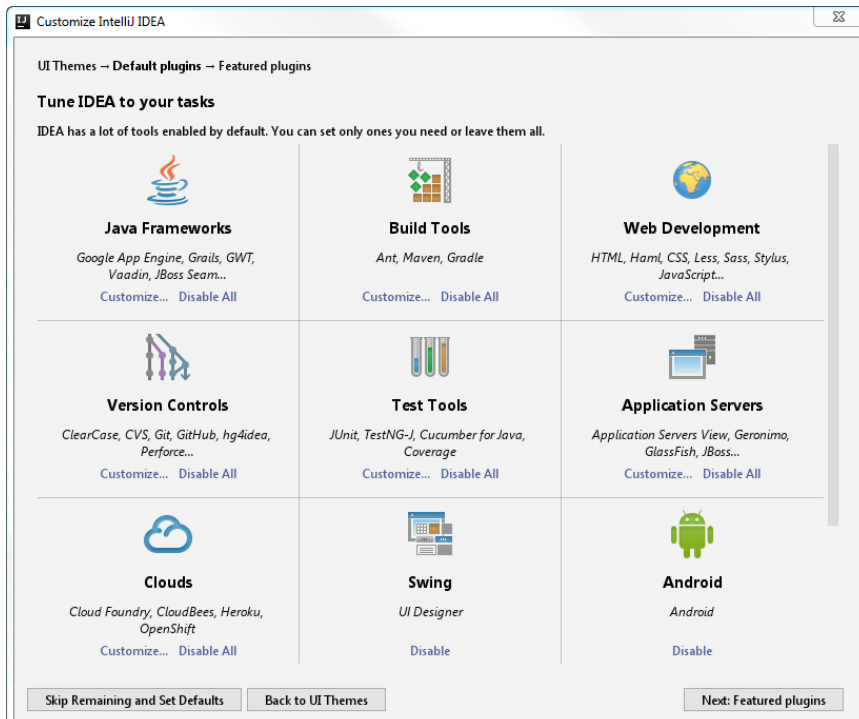 Customize IntelliJ IDEA
UI Themes → Default plugins → Featured plugins
Tune IDEA to your tasks
IDEA has a lot of tools enabled by default. You can set only ones you need or leave them all.
Java Frameworks
Google App Engine, Grails, GWT,
Vaadin, JBoss Seam...
Customize... Disable All
Build Tools
Ant, Maven, Gradle
Customize... Disable All
Web Development
HTML, Haml, CSS, Less, Sass, Stylus,
JavaScript...
Customize... Disable All
Version Controls
ClearCase, CVS, Git, GitHub, hg4idea,
Perforce...
Customize... Disable All
Test Tools
JUnit, TestNG-J, Cucumber for Java,
Coverage
Customize... Disable All
Application Servers
Application Servers View, Geronimo,
GlassFish, JBoss...
Customize... Disable All
Clouds
Cloud Foundry, CloudBees, Heroku,
OpenShift
Customize... Disable All
Swing
UI Designer
Disable
Android
Android
Disable
Skip Remaining and Set Defaults
Back to UI Themes
Next: Featured plugins